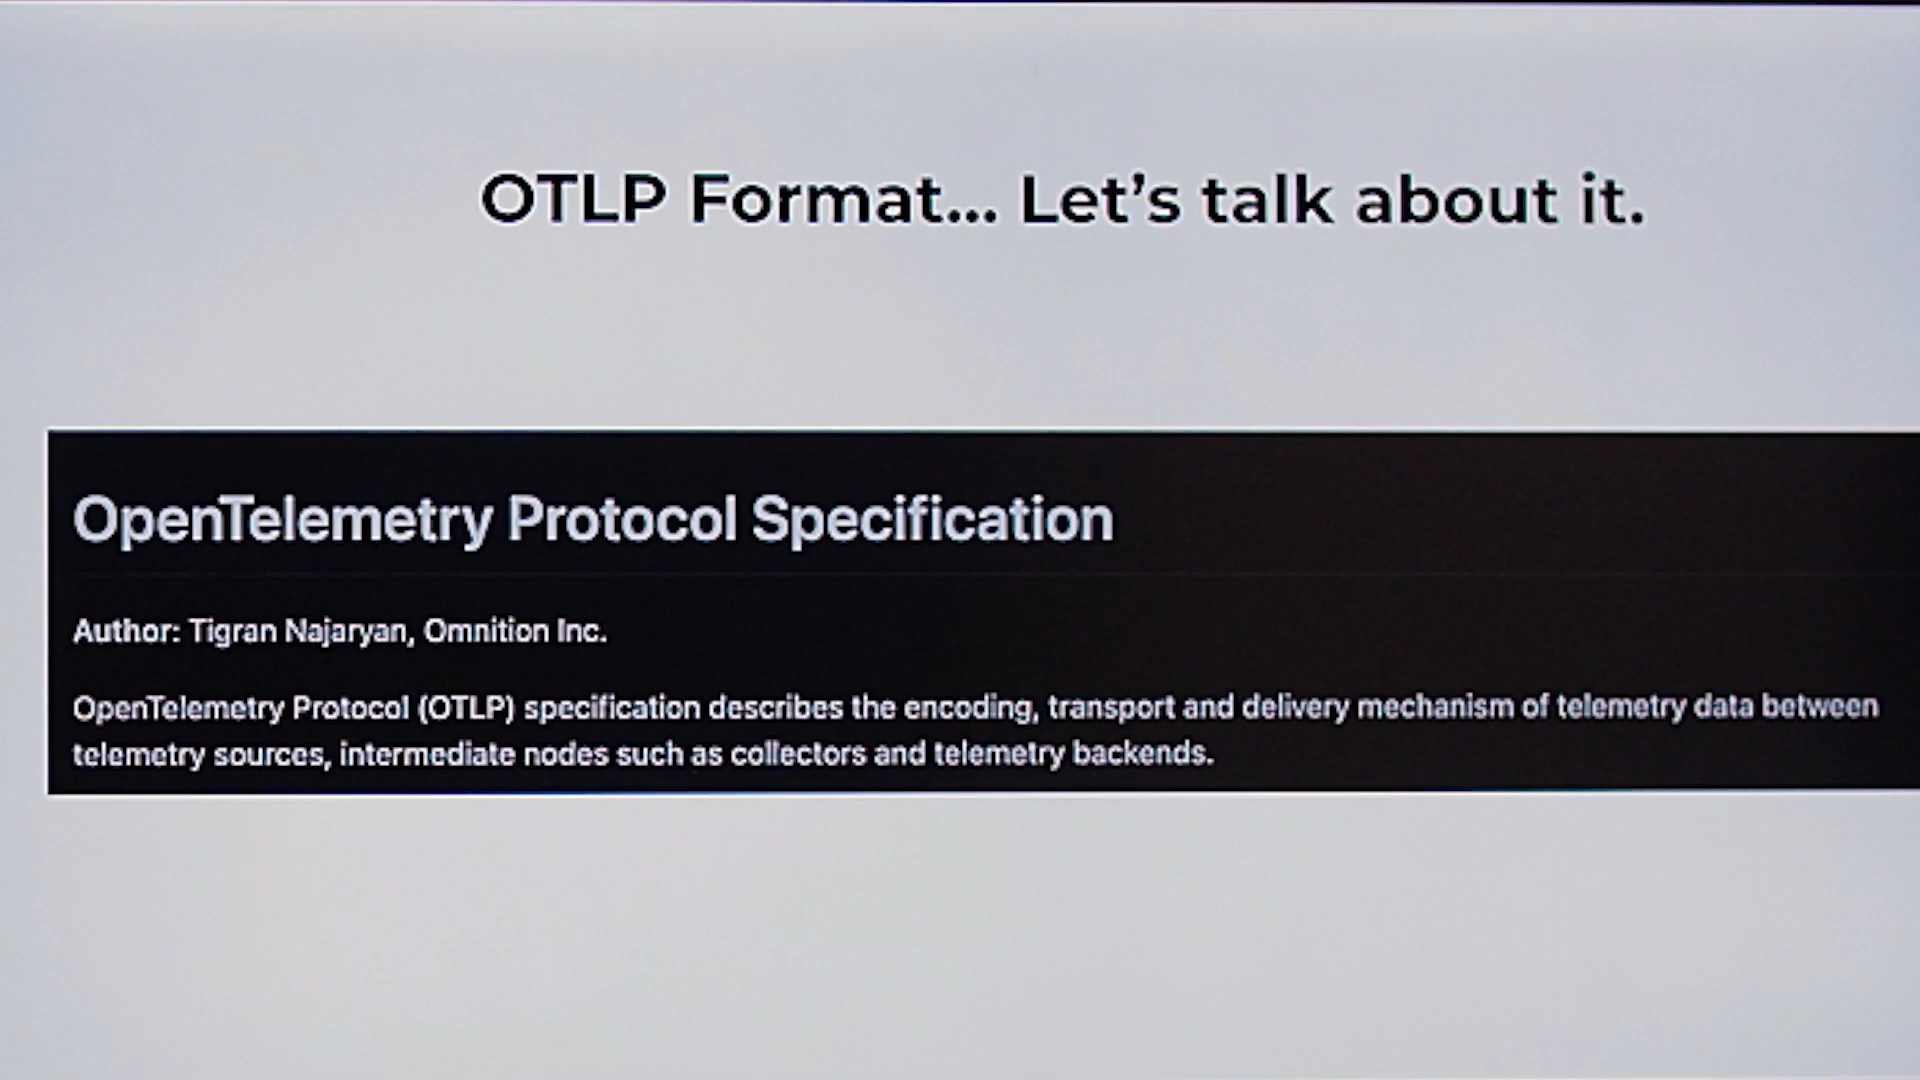 OTLP Format... Let's talk about it.
OpenTelemetry Protocol Specification
Author: Tigran Najaryan, Omnition Inc.
OpenTelemetry Protocol (OTLP) specification describes the encoding, transport and delivery mechanism of telemetry data between
telemetry sources, intermediate nodes such as collectors and telemetry backends.